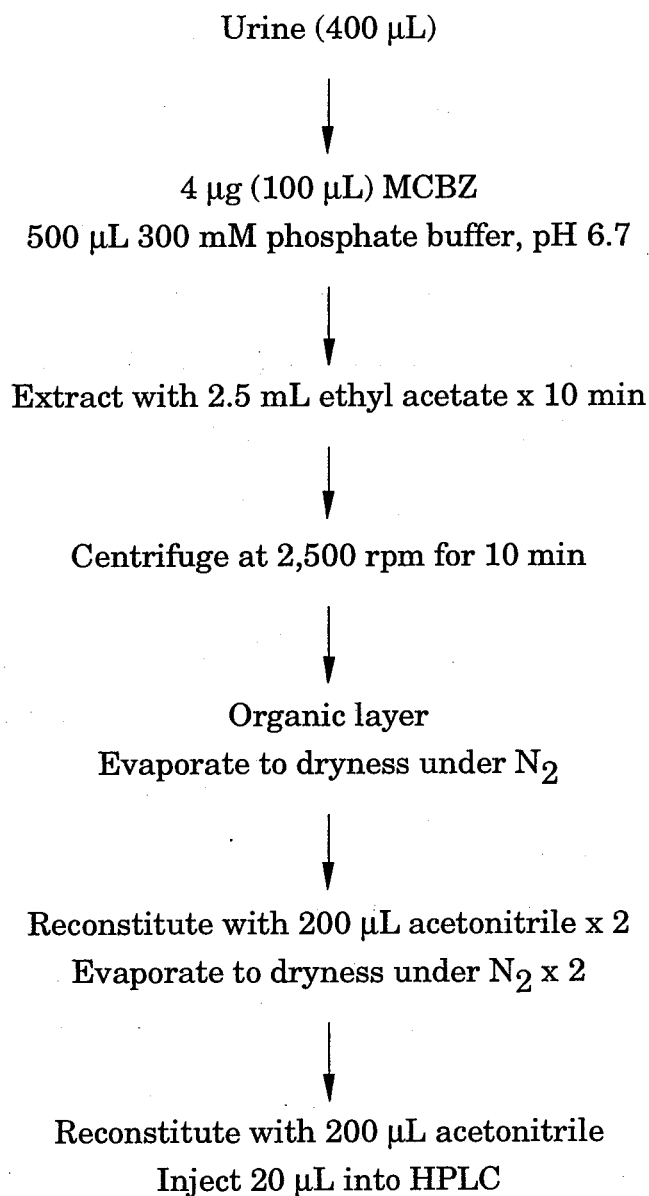 Urine (400 µL)
4 µg (100 µL) MCBZ
500 µL 300 mM phosphate buffer, pH 6.7
Extract with 2.5 mL ethyl acetate x 10 min
Centrifuge at 2,500 rpm for 10 min
Organic layer
Evaporate to dryness under N2
Reconstitute with 200 µL acetonitrile x 2
Evaporate to dryness under N2 x 2
Reconstitute with 200 µL acetonitrile
Inject 20 µL into HPLC